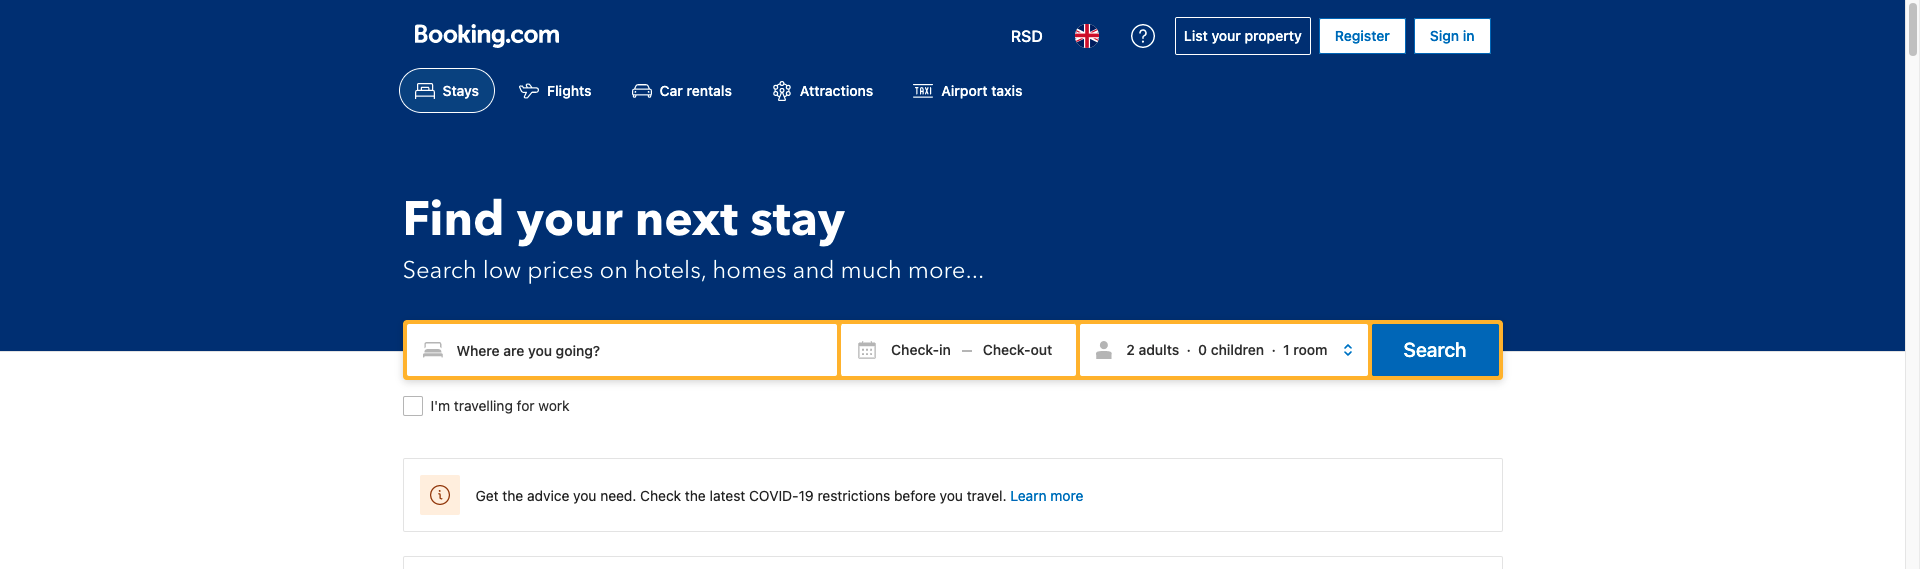 Booking.com
RSD
?
List your property
Register
Sign in
Stays
Flights
Car rentals
Attractions
TAXI
Airport taxis
Find your next stay
Search low prices on hotels, homes and much more...
Where are you going?
Check-in — Check-out
2 adults · 0 children · 1 room
Search
I'm travelling for work
Get the advice you need. Check the latest COVID-19 restrictions before you travel. Learn more